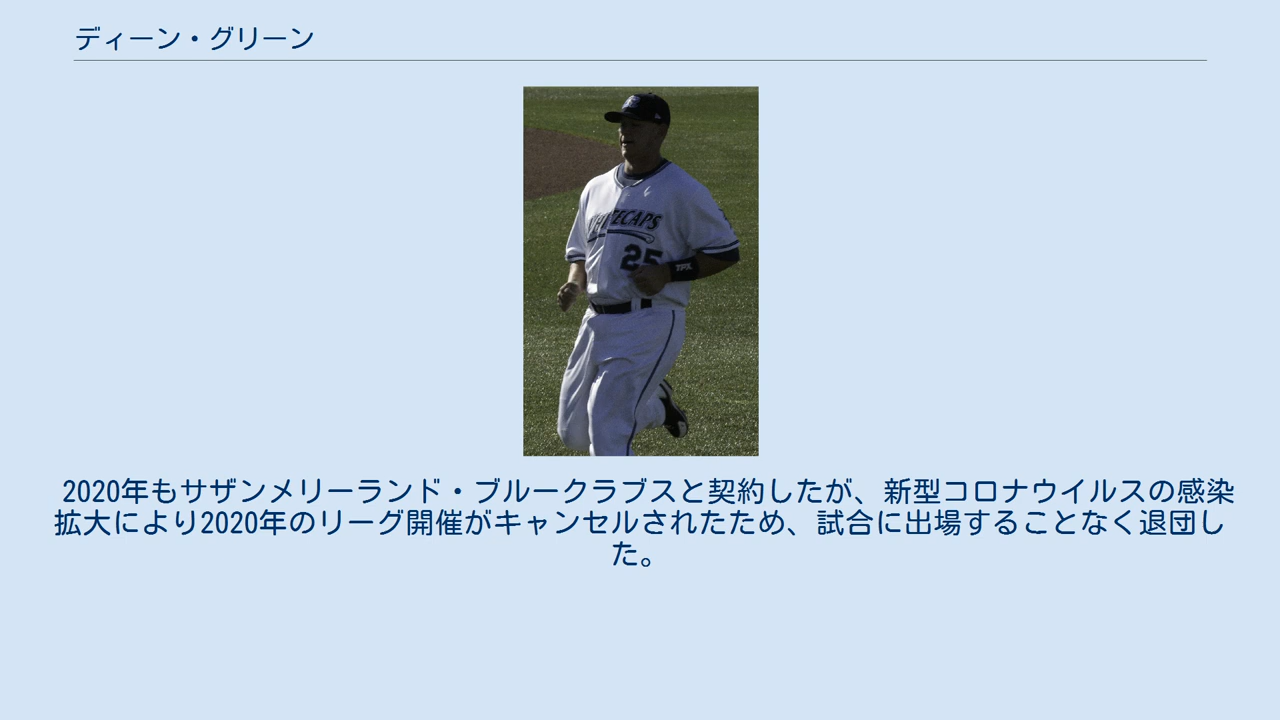 ディーン・グリーン
WHITECAPS
25
TPX
2020年もサザンメリーランド・ブルークラブスと契約したが、新型コロナウイルスの感染
拡大により2020年のリーグ開催がキャンセルされたため、試合に出場することなく退団し
た。